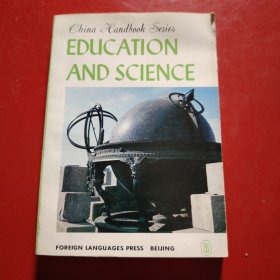 China Handbook Series
EDUCATION
AND SCIENCE
FOREIGN LANGUAGES PRESS BEIJING